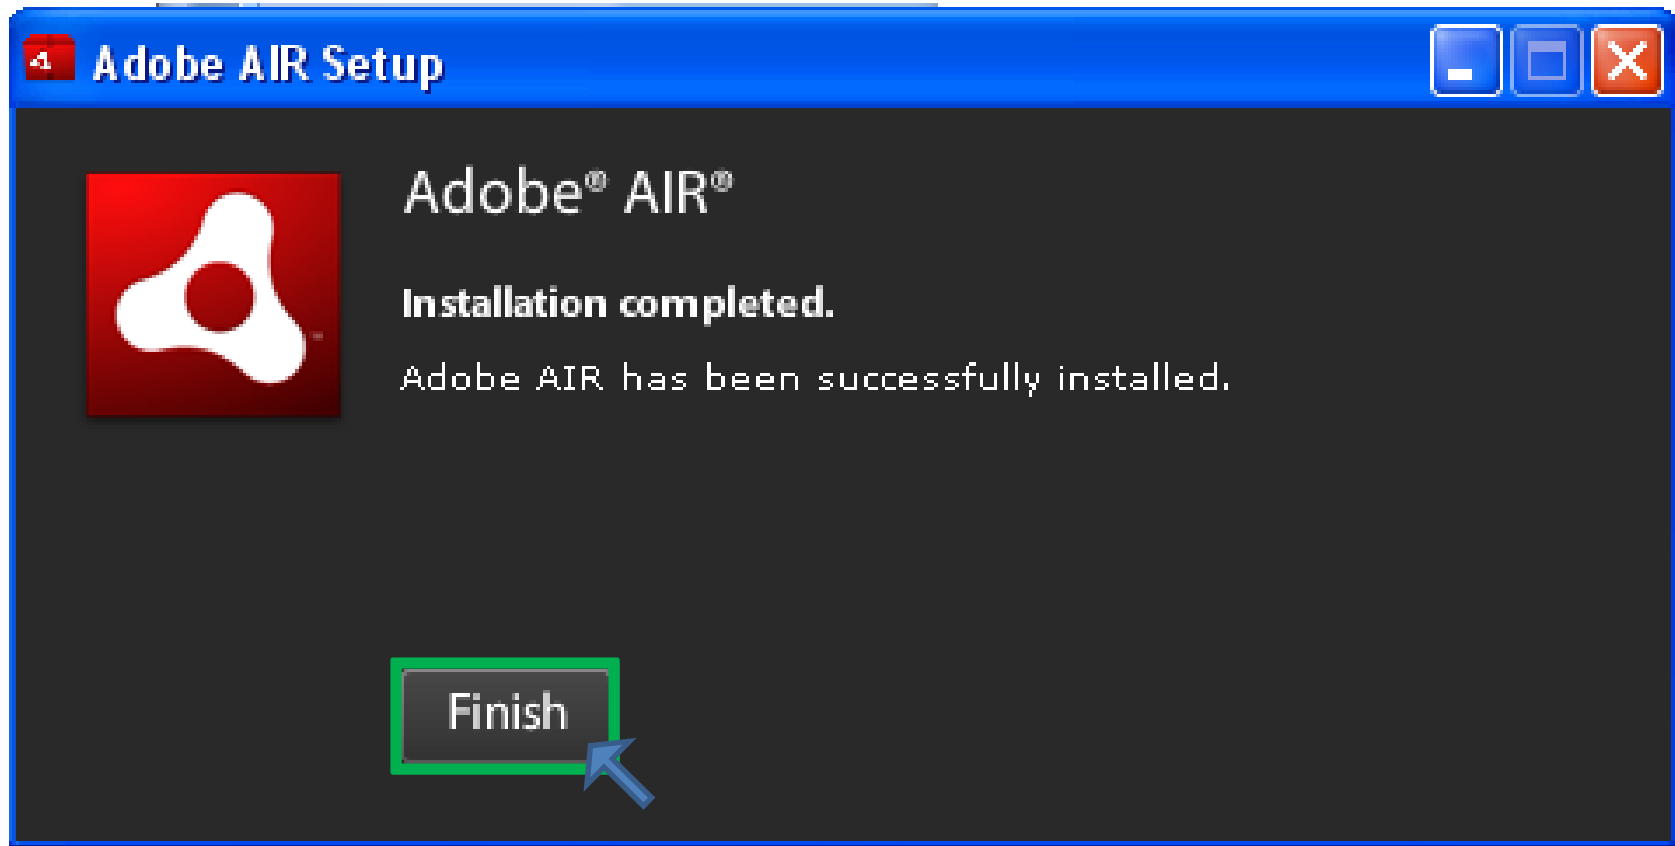 Adobe AIR Setup
Adobe® AIR®
Installation completed.
Adobe AIR has been successfully installed.
Finish